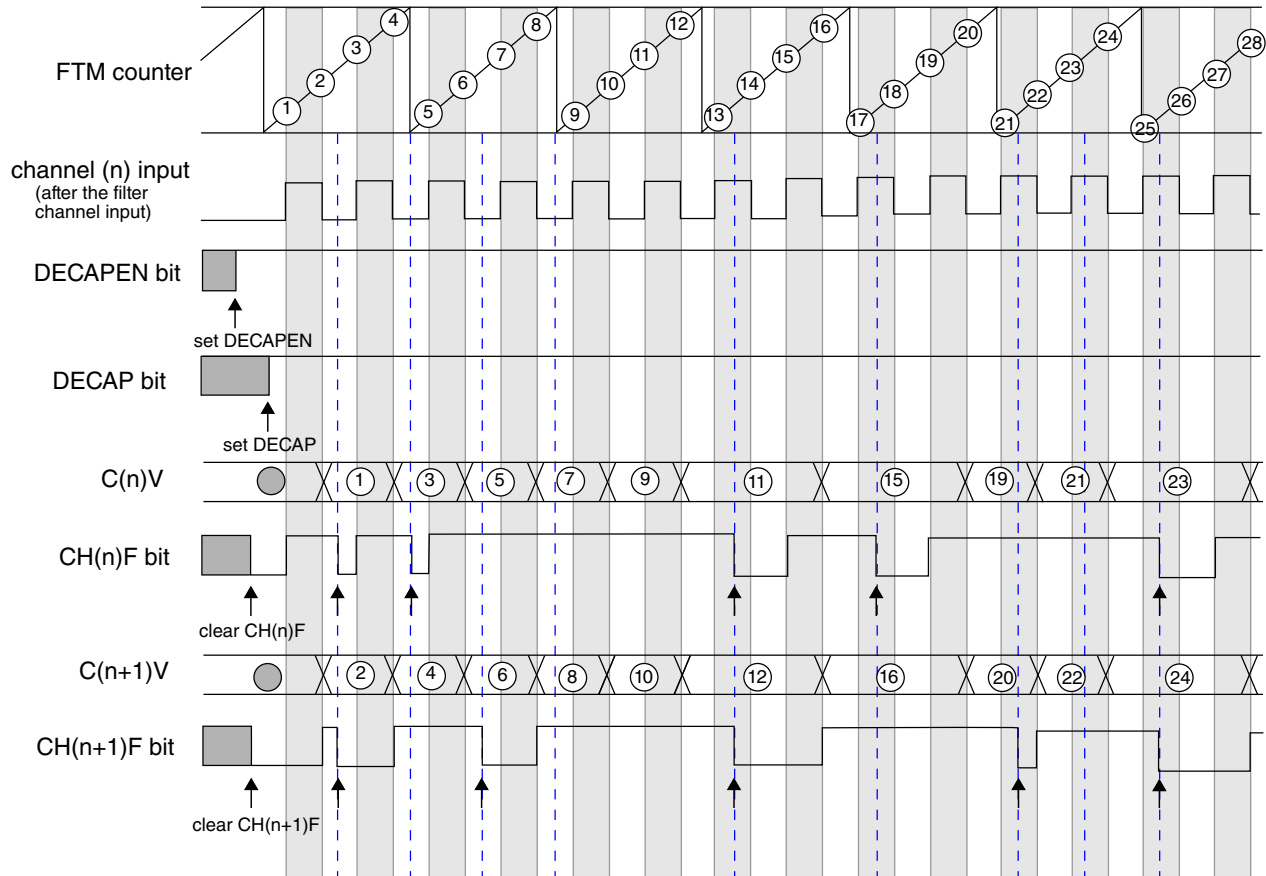 4 8 12 16 20 24 28
3 7 11 15 19 23 27
FTM counter
2 6 10 14 18 22 26
1 5 9 13 17 21 25
channel (n) input
(after the filter
channel input)
DECAPEN bit
set DECAPEN
DECAP bit
set DECAP
C(n)V 1 3 5 7 9 11 15 19 21 23
CH(n)F bit
clear CH(n)F
C(n+1)V 2 4 6 8 10 12 16 20 22 24
CH(n+1)F bit
clear CH(n+1)F